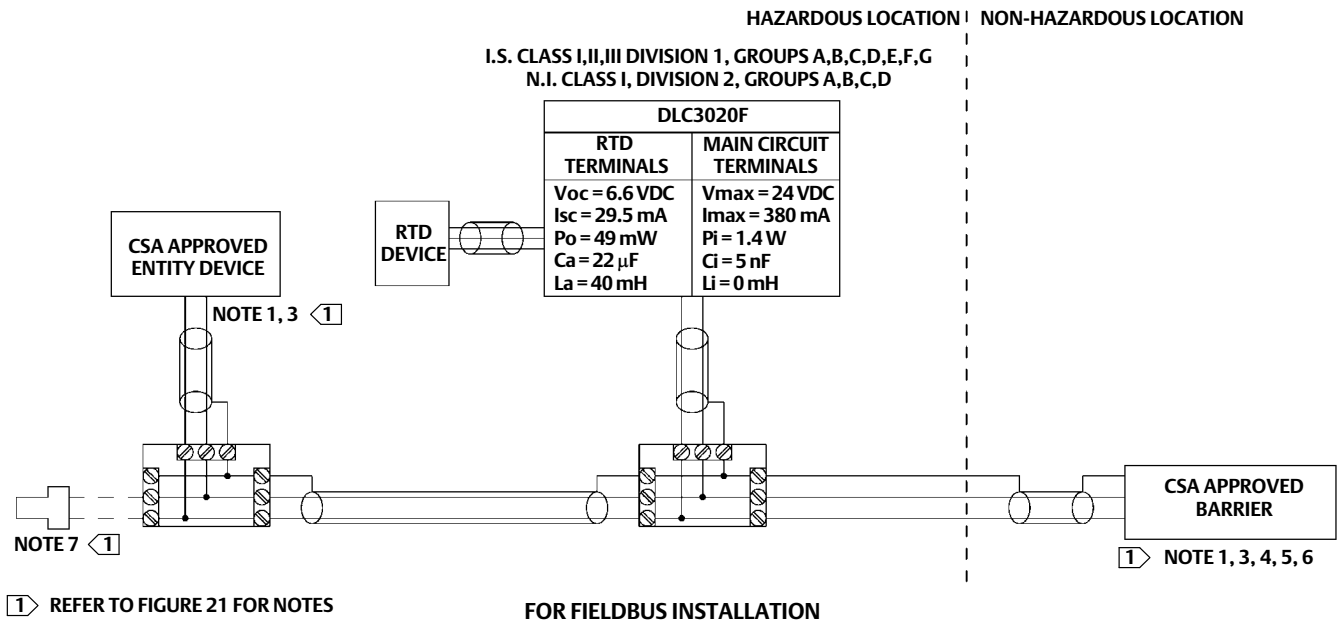 HAZARDOUS LOCATION NON-HAZARDOUS LOCATION
I.S. CLASS I,II,III DIVISION 1, GROUPS A,B,C,D,E,F,G
N.I. CLASS I, DIVISION 2, GROUPS A,B,C,D
DLC3020F
RTD
TERMINALS
Voc = 6.6 VDC
Isc = 29.5 mA
Po = 49 mW
Ca = 22 μF
La = 40 mH
MAIN CIRCUIT
TERMINALS
Vmax = 24 VDC
Imax = 380 mA
Pi = 1.4 W
Ci = 5 nF
Li = 0 mH
RTD
DEVICE
CSA APPROVED
ENTITY DEVICE
NOTE 1, 3 1
CSA APPROVED
BARRIER
NOTE 7 1
1 NOTE 1, 3, 4, 5, 6
1 REFER TO FIGURE 21 FOR NOTES
FOR FIELDBUS INSTALLATION